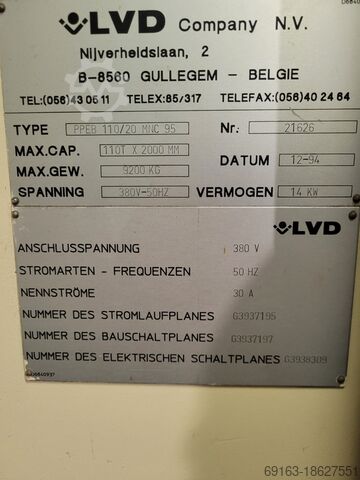 LVD Company N.V.
Nijverheidslaan, 2
B-8560 GULLEGEM - BELGIE
TEL:(056)43 05 11 TELEX:85/317 TELEFAX:(056)40 24 64
TYPE PPEB 110/20 MNC 95 Nr.: 21626
MAX.CAP. 110T X 2000 MM
MAX.GEW. 9200 KG DATUM 12-94
SPANNING 380V-50HZ VERMOGEN 14 KW
LVD
ANSCHLUSSPANNUNG 380 V
STROMARTEN - FREQUENZEN 50 HZ
NENNSTRÖME 30 A
NUMMER DES STROMLAUFPLANES G3937195
NUMMER DES BAUSCHALTPLANES G3937197
NUMMER DES ELEKTRISCHEN SCHALTPLANES G3938309
69163-18627551